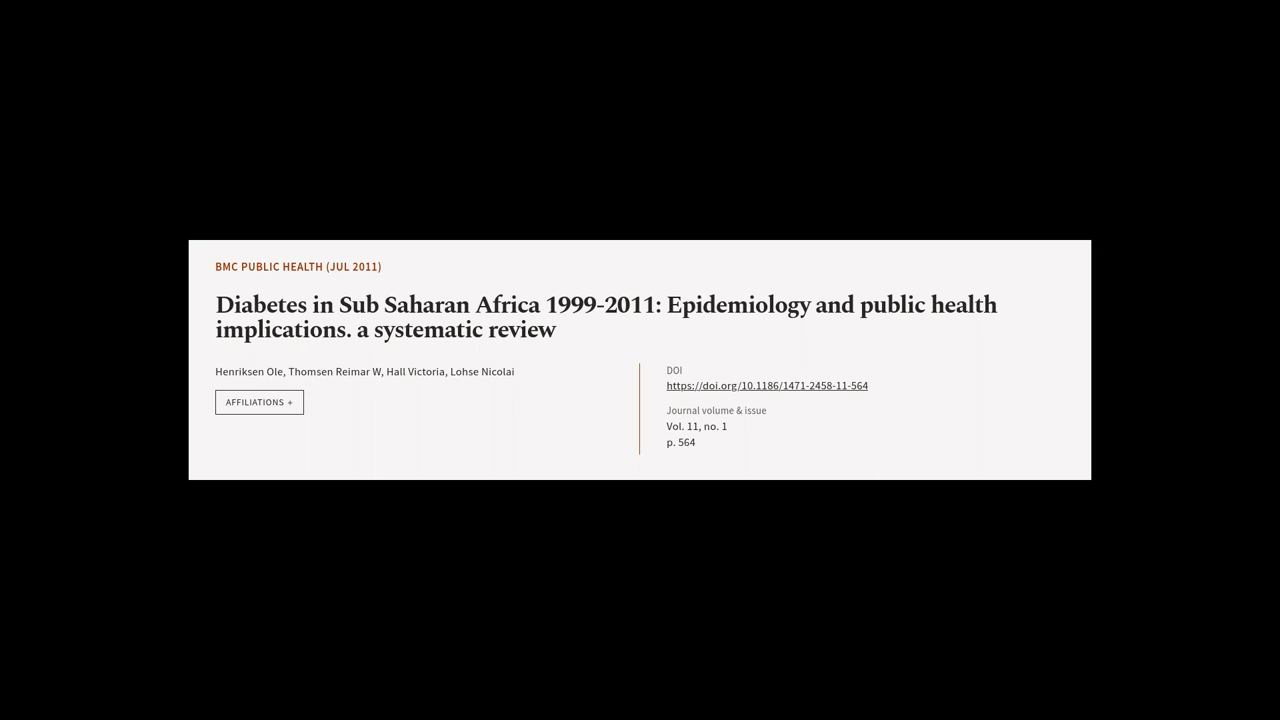 BMC PUBLIC HEALTH (JUL 2011)
Diabetes in Sub Saharan Africa 1999-2011: Epidemiology and public health
implications. a systematic review
Henriksen Ole, Thomsen Reimar W, Hall Victoria, Lohse Nicolai
AFFILIATIONS +
DOI
https://doi.org/10.1186/1471-2458-11-564
Journal volume & issue
Vol. 11, no. 1
p. 564